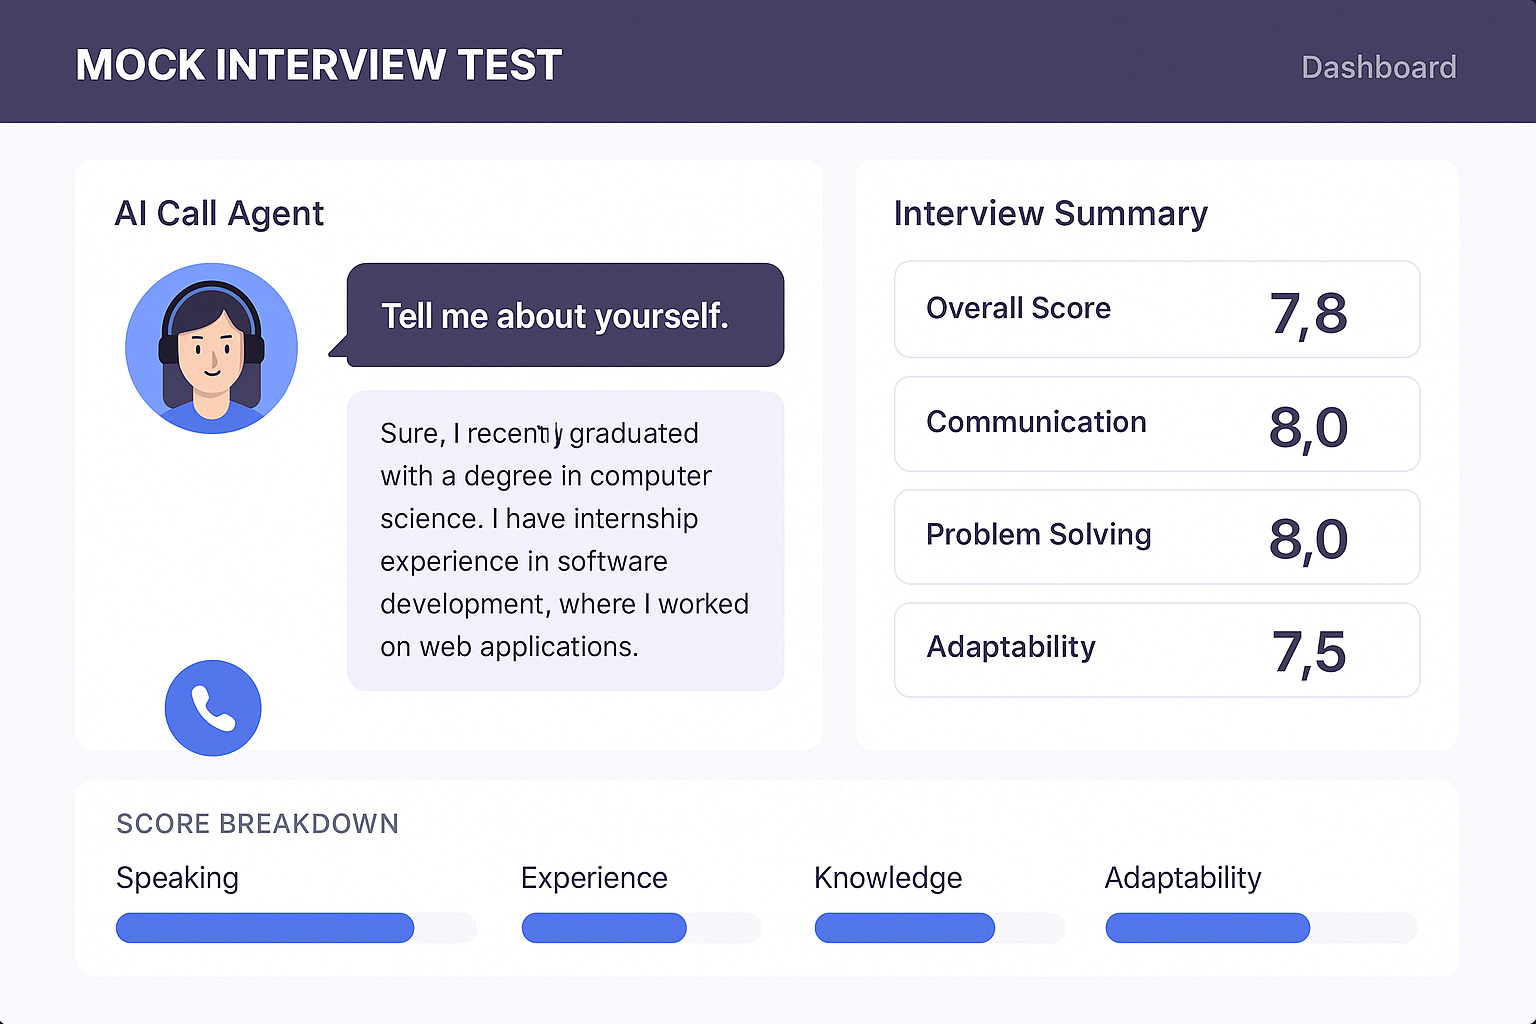 MOCK INTERVIEW TEST
Dashboard
AI Call Agent
Tell me about yourself.
Sure, I recently graduated
with a degree in computer
science. I have internship
experience in software
development, where I worked
on web applications.
Interview Summary
Overall Score 7,8
Communication 8,0
Problem Solving 8,0
Adaptability 7,5
SCORE BREAKDOWN
Speaking Experience Knowledge Adaptability